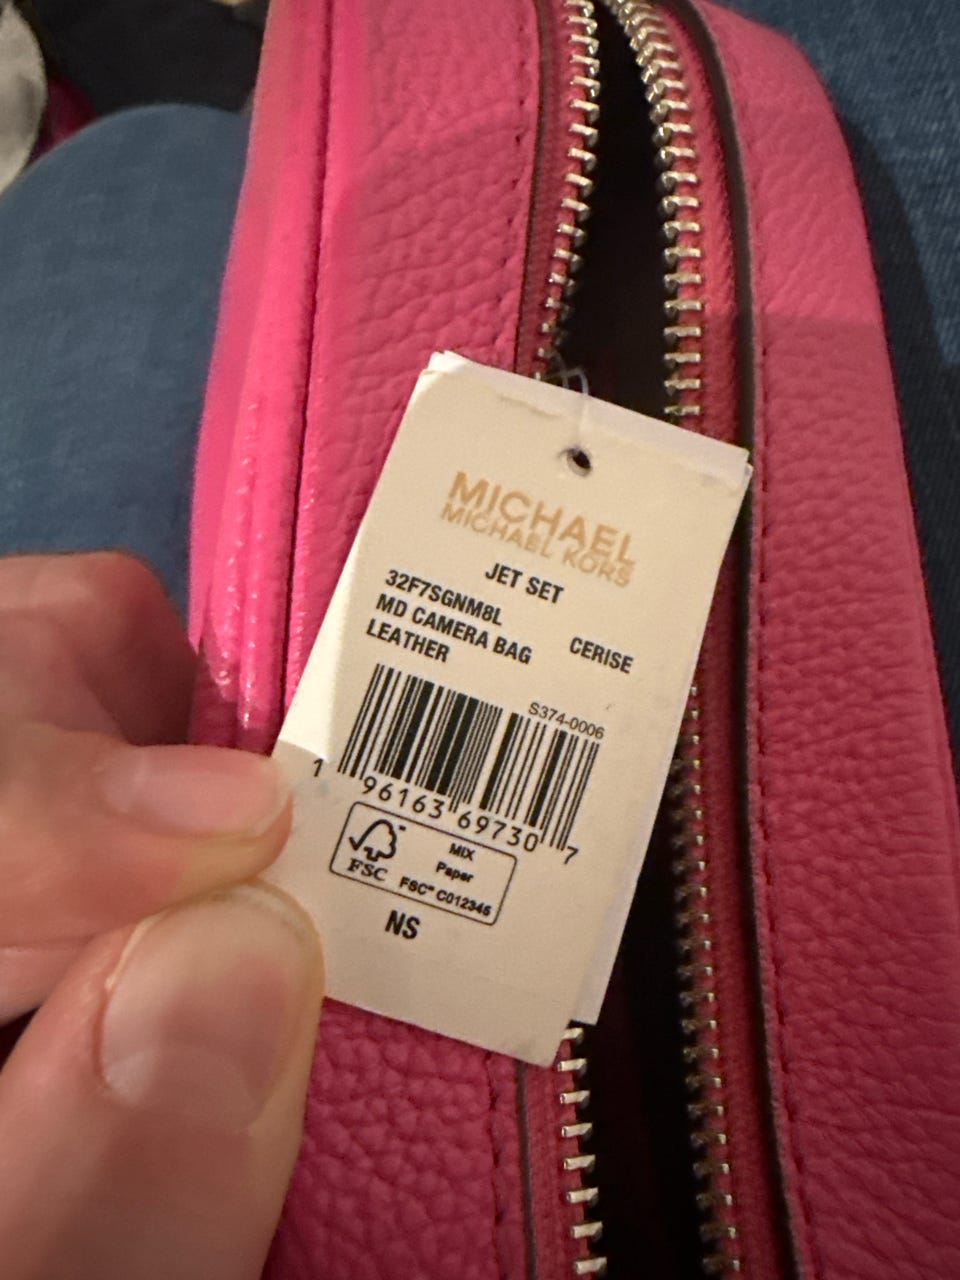 MICHAEL
MICHAEL KORS
JET SET
32F7SGNM8L
MD CAMERA BAG CERISE
LEATHER
S374-0006
1 96163 69730 7
FSC
MIX
Paper
FSC™ C012345
NS